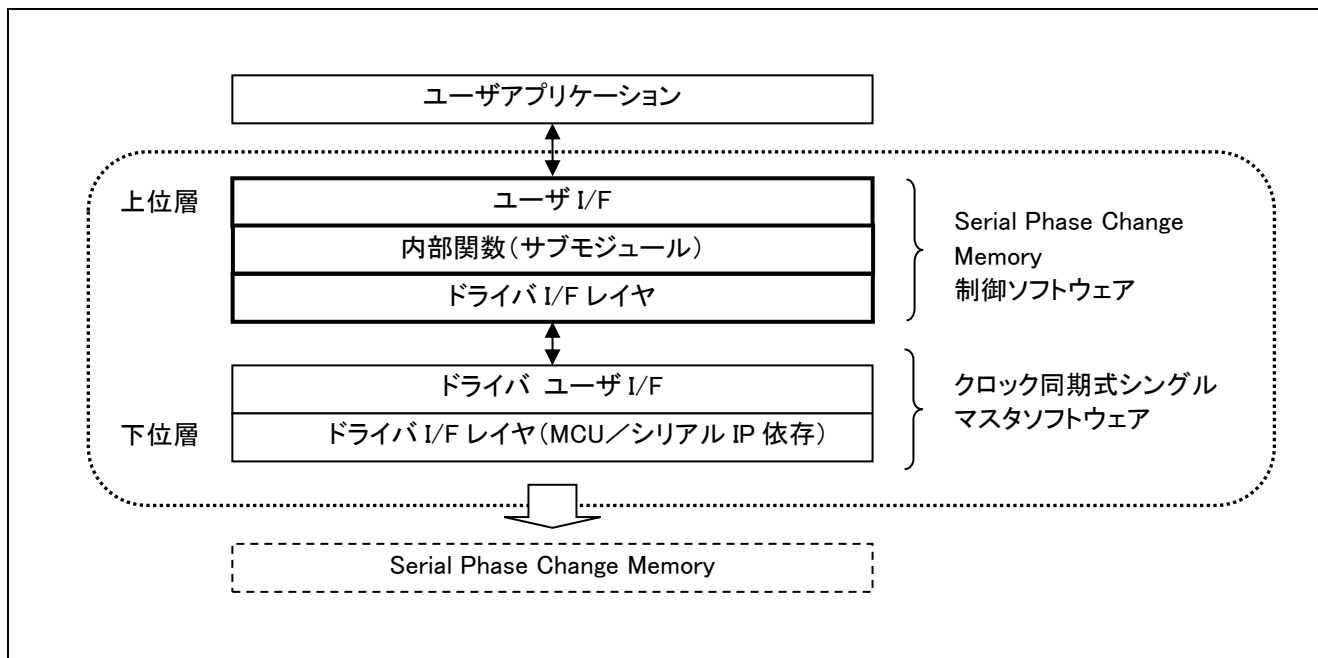 ユーザアプリケーション
上位層
ユーザ I/F
内部関数(サブモジュール)
ドライバ I/F レイヤ
Serial Phase Change
Memory
制御ソフトウェア
ドライバ ユーザ I/F
下位層
ドライバ I/F レイヤ(MCU/シリアル IP 依存)
クロック同期式シングル
マスタソフトウェア
Serial Phase Change Memory